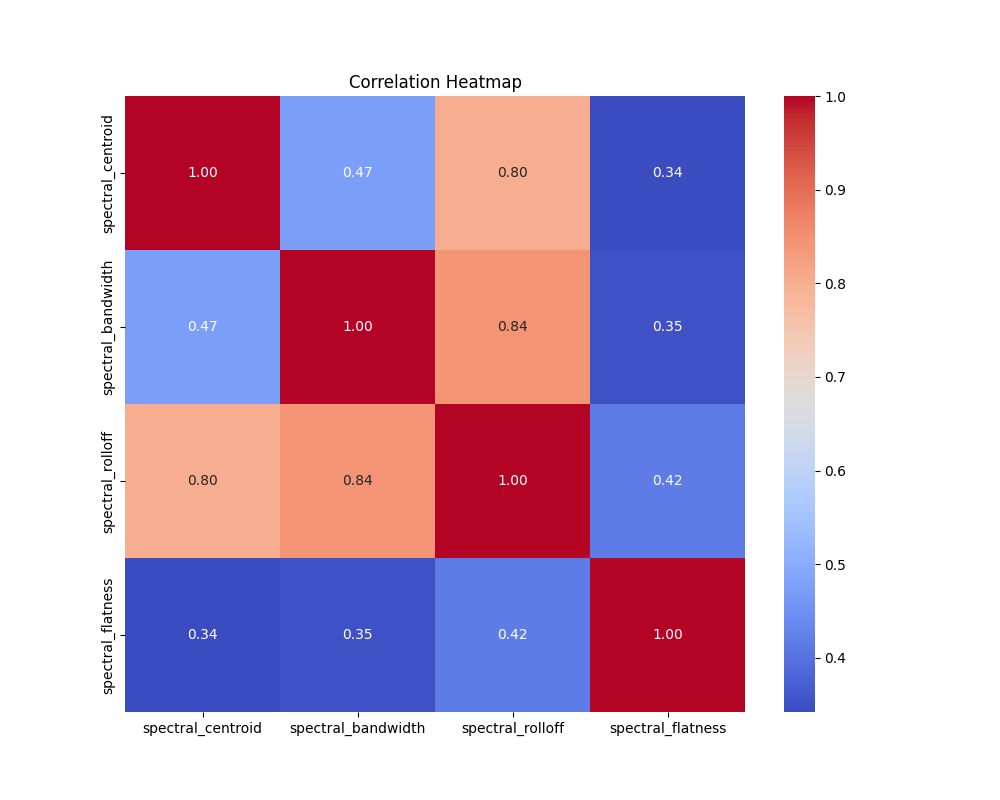 Correlation Heatmap
spectral_centroid
1.00 0.47 0.80 0.34
spectral_bandwidth
0.47 1.00 0.84 0.35
spectral_rolloff
0.80 0.84 1.00 0.42
spectral_flatness
0.34 0.35 0.42 1.00
spectral_centroid spectral_bandwidth spectral_rolloff spectral_flatness
1.0
0.9
0.8
0.7
0.6
0.5
0.4